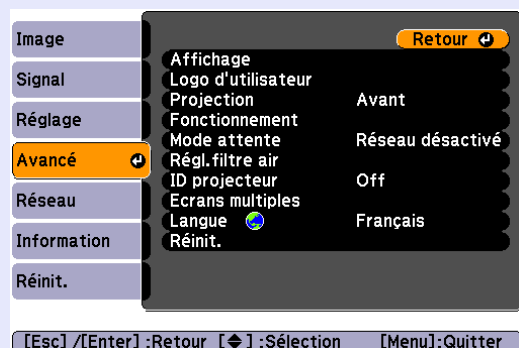 Image
Signal
Réglage
Avancé
Réseau
Information
Réinit.
Retour
Affichage
Logo d'utilisateur
Projection Avant
Fonctionnement
Mode attente Réseau désactivé
Régl.filtre air
ID projecteur Off
Ecrans multiples
Langue Français
Réinit.
[Esc] /[Enter] :Retour [◆] :Sélection [Menu]:Quitter